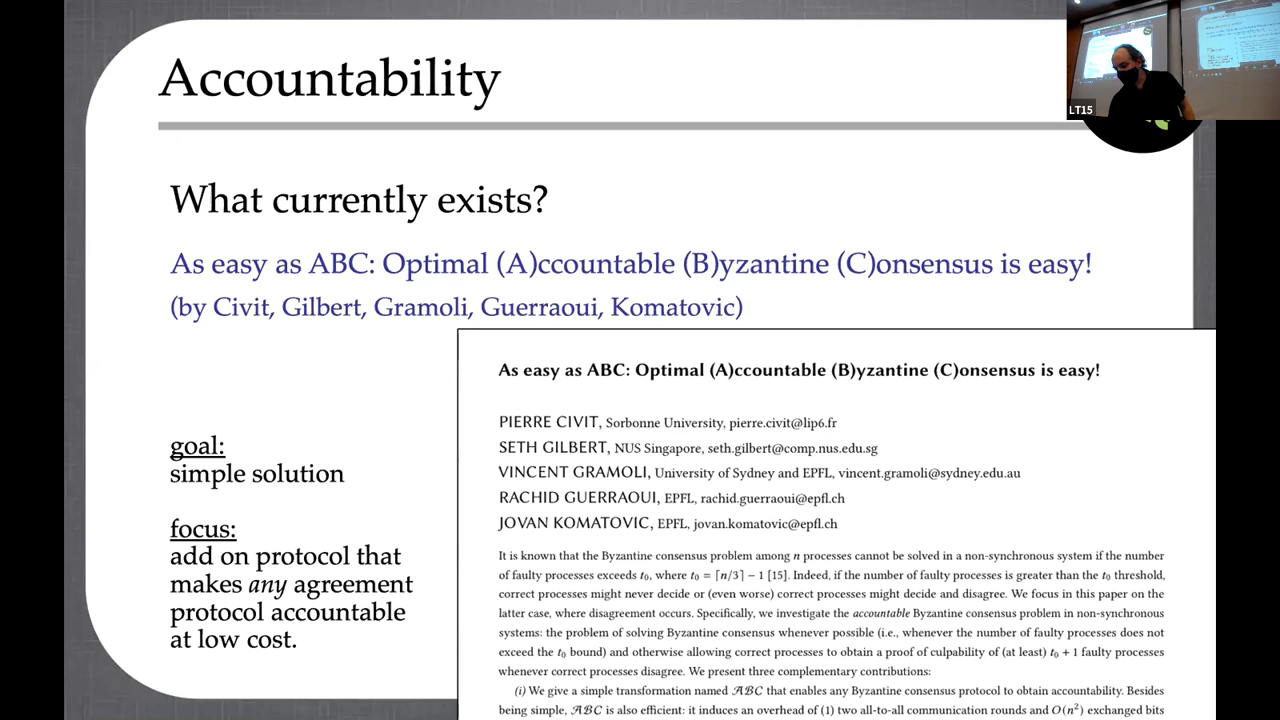 Accountability
LT15
What currently exists?
As easy as ABC: Optimal (A)ccountable (B)yzantine (C)onsensus is easy!
(by Civit, Gilbert, Gramoli, Guerraoui, Komatovic)
goal:
simple solution
focus:
add on protocol that
makes any agreement
protocol accountable
at low cost.
As easy as ABC: Optimal (A)ccountable (B)yzantine (C)onsensus is easy!
PIERRE CIVIT, Sorbonne University, pierre.civit@lip6.fr
SETH GILBERT, NUS Singapore, seth.gilbert@comp.nus.edu.sg
VINCENT GRAMOLI, University of Sydney and EPFL, vincent.gramoli@sydney.edu.au
RACHID GUERRAOUI, EPFL, rachid.guerraoui@epfl.ch
JOVAN KOMATOVIC, EPFL, jovan.komatovic@epfl.ch
It is known that the Byzantine consensus problem among n processes cannot be solved in a non-synchronous system if the number
of faulty processes exceeds t₀, where t₀ = ⌈n/3⌉ − 1 [15]. Indeed, if the number of faulty processes is greater than the t₀ threshold,
correct processes might never decide or (even worse) correct processes might decide and disagree. We focus in this paper on the
latter case, where disagreement occurs. Specifically, we investigate the accountable Byzantine consensus problem in non-synchronous
systems: the problem of solving Byzantine consensus whenever possible (i.e., whenever the number of faulty processes does not
exceed the t₀ bound) and otherwise allowing correct processes to obtain a proof of culpability of (at least) t₀ + 1 faulty processes
whenever correct processes disagree. We present three complementary contributions:
(i) We give a simple transformation named 𝒜ℬ𝒞 that enables any Byzantine consensus protocol to obtain accountability. Besides
being simple, 𝒜ℬ𝒞 is also efficient: it induces an overhead of (1) two all-to-all communication rounds and O(n²) exchanged bits